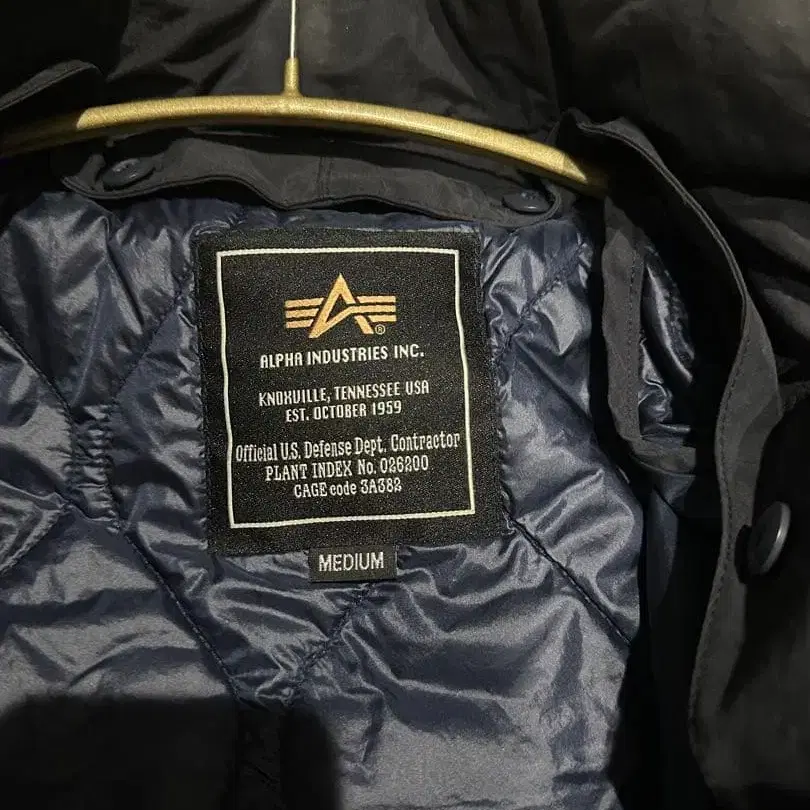 ALPHA INDUSTRIES INC.
KNOXVILLE, TENNESSEE USA
EST. OCTOBER 1959
Official U.S. Defense Dept. Contractor
PLANT INDEX No. 026200
CAGE code 3A382
MEDIUM